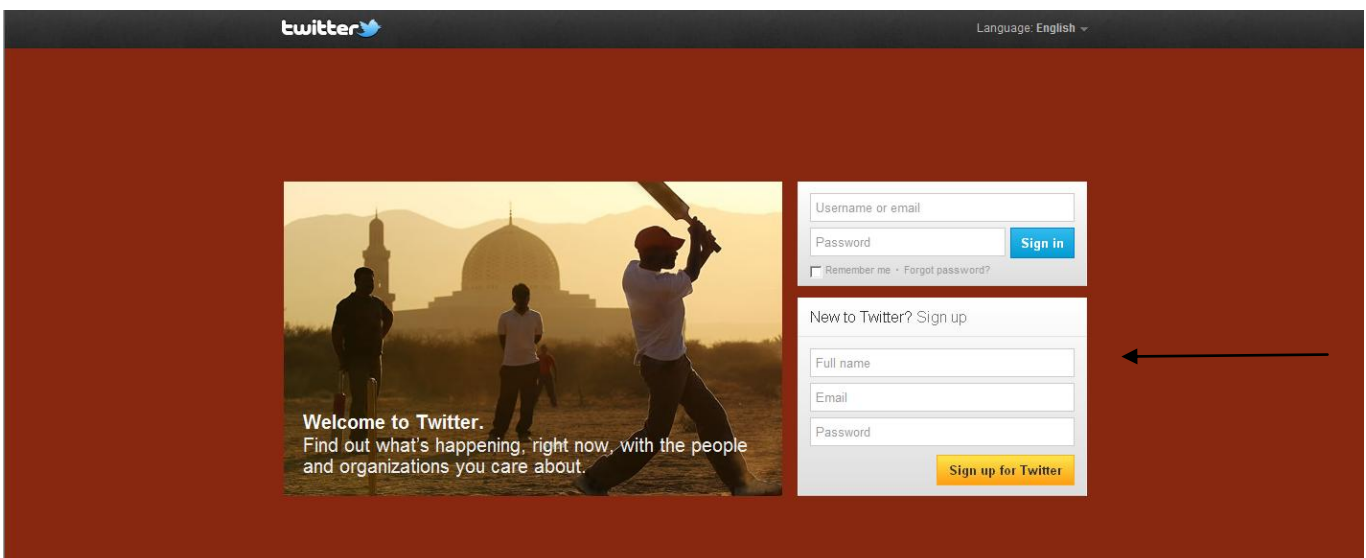 twitter
Language: English
Username or email
Password
Sign in
Remember me · Forgot password?
New to Twitter? Sign up
Full name
Email
Password
Sign up for Twitter
Welcome to Twitter.
Find out what's happening, right now, with the people
and organizations you care about.